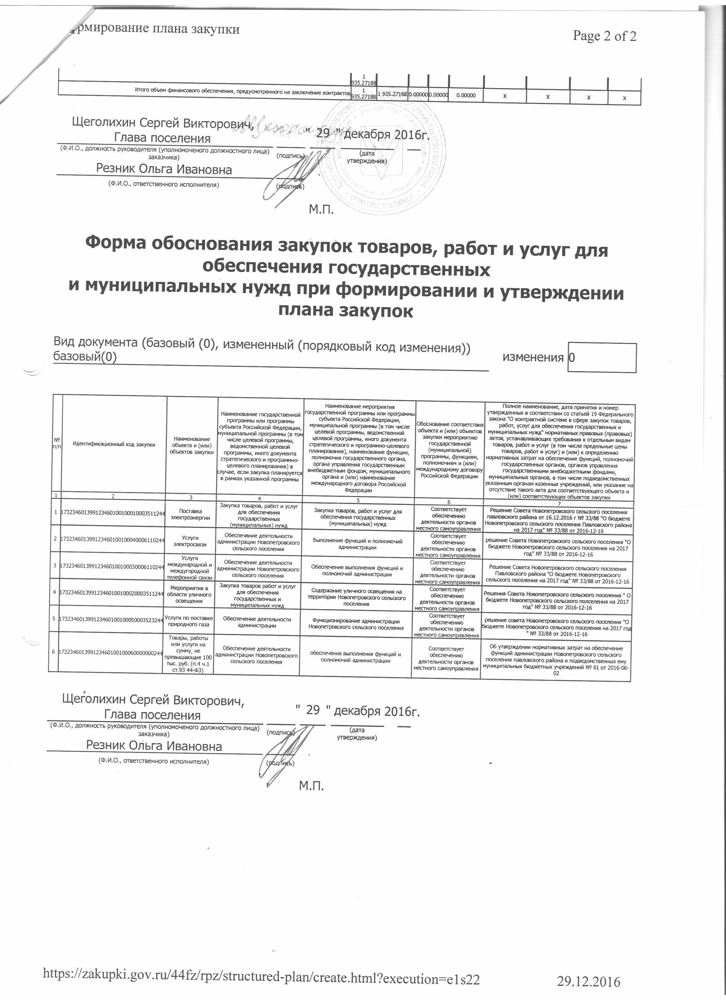 рмирование плана закупки
Page 2 of 2
1
935.27188
Итого объем финансового обеспечения, предусмотренного на заключение контрактов
1
935.27188
1 935.27188
0.00000
0.00000
0.00000
X
X
X
X
Щеголихин Сергей Викторович,
Глава поселения
" 29 " декабря 2016г.
(Ф.И.О., должность руководителя (уполномоченого должностного лица)
заказчика)
(подпись)
(дата
утверждения)
Резник Ольга Ивановна
(Ф.И.О., ответственного исполнителя)
(подпись)
ОГРН 1052325760957
М.П.
Форма обоснования закупок товаров, работ и услуг для
обеспечения государственных
и муниципальных нужд при формировании и утверждении
плана закупок
Вид документа (базовый (0), измененный (порядковый код изменения))
базовый(0)
изменения 0
№
п/п
Идентификационный код закупки
Наименование
объекта и (или)
объектов закупки
Наименование государственной
программы или программы
субъекта Российской Федерации,
муниципальной программы (в том
числе целевой программы,
ведомственной целевой
программы, иного документа
стратегического и программно-
целевого планирования) в
случае, если закупка планируется
в рамках указанной программы
Наименование мероприятия
государственной программы или программы
субъекта Российской Федерации,
муниципальной программы (в том числе
целевой программы, ведомственной
целевой программы, иного документа
стратегического и программно-целевого
планирования), наименование функции,
полномочия государственного органа,
органа управления государственным
внебюджетным фондом, муниципального
органа и (или) наименование
международного договора Российской
Федерации
Обоснование соответствия
объекта и (или) объектов
закупки мероприятию
государственной
(муниципальной)
программы, функциям,
полномочиям и (или)
международному договору
Российской Федерации
Полное наименование, дата принятия и номер
утвержденных в соответствии со статьей 19 Федерального
закона "О контрактной системе в сфере закупок товаров,
работ, услуг для обеспечения государственных и
муниципальных нужд" нормативных правовых (правовых)
актов, устанавливающих требования к отдельным видам
товаров, работ и услуг (в том числе предельные цены
товаров, работ и услуг) и (или) к определению
нормативных затрат на обеспечение функций, полномочий
государственных органов, органов управления
государственными внебюджетными фондами,
муниципальных органов, в том числе подведомственных
указанным органам казенных учреждений, или указание на
отсутствие такого акта для соответствующего объекта и
(или) соответствующих объектов закупки
1
2
3
4
5
6
7
1
173234601399123460100100010003511244
Поставка
электроэнергии
Закупка товаров, работ и услуг
для обеспечения
государственных
(муниципальных) нужд
Закупка товаров, работ и услуг для
обеспечения государственных
(муниципальных) нужд
Соответствует
обеспечению
деятельности органов
местного самоуправления
Решение Совета Новопетровского сельского поселения
павловского района от 16.12.2016 г № 33/88 "О бюджете
Новопетровского сельского поселения Павловского района
на 2017 год" № 33/88 от 2016-12-16
2
173234601399123460100100040006110244
Услуги
электросвязи
Обеспечение деятельности
администрации Новопетровского
сельского поселения
Выполнение функций и полномочий
администрации
Соответствует
обеспечению
деятельности органов
местного самоуправления
решение Совета Новопетровского сельского поселения "О
бюджете Новопетровского сельского поселения на 2017
год" № 33/88 от 2016-12-16
3
173234601399123460100100030006110244
Услуги
международной и
междугородной
телефонной связи
Обеспечение деятельности
администрации Новопетровского
сельского поселения
Обеспечение выполнения функций и
полномочий администрации
Соответствует
обеспечению
деятельности органов
местного самоуправления
Решение Совета Новопетровского сельского поселения
Павловского района "О бюджете Новопетровского
сельского поселения на 2017 год" № 33/88 от 2016-12-16
4
173234601399123460100100020003511244
Мероприятия в
области уличного
освещения
Закупка товаров работ и услуг
для обеспечения
государственных и
муниципальных нужд
Содержание уличного освещения на
территории Новопетровского сельского
поселения
Соответствует
обеспечению
деятельности органов
местного самоуправления
Решения Совета Новопетровского сельского поселения " О
бюджете Новопетровского сельского полселения на 2017
год" № 33/88 от 2016-12-16
5
173234601399123460100100050003523244
Услуги по поставке
природного газа
Обеспечение деятельности
администрации
Функционирование администрации
Новопетровского сельского поселения
Соответствует
обеспечению
деятельности органов
местного самоуправления
решение совета Новопетровского сельского поселения "О
бюджете Новопетровского сельского поселения на 2017 год
" № 33/88 от 2016-12-16
6
173234601399123460100100060000000244
Товары, работы
или услуги на
сумму, не
превышающие 100
тыс. руб. (п.4 ч.1
ст.93 44-ФЗ)
Обеспечение деятельности
администрации Новопетровского
сельского поселения
обеспечения выполнения функций и
полномочий администрации
Соответствует
обеспечению
деятельности органов
местного самоуправления
Об утверждении нормативных затрат на обеспечение
функций администрации Новопетровского сельского
поселения павловского района и подведомственных ему
муниципальных бюджетных учреждений № 61 от 2016-06-
02
Щеголихин Сергей Викторович,
Глава поселения
" 29 " декабря 2016г.
(Ф.И.О., должность руководителя (уполномоченого должностного лица)
заказчика)
(подпись)
(дата
утверждения)
Резник Ольга Ивановна
(Ф.И.О., ответственного исполнителя)
(подпись)
М.П.
https://zakupki.gov.ru/44fz/rpz/structured-plan/create.html?execution=e1s22
29.12.2016